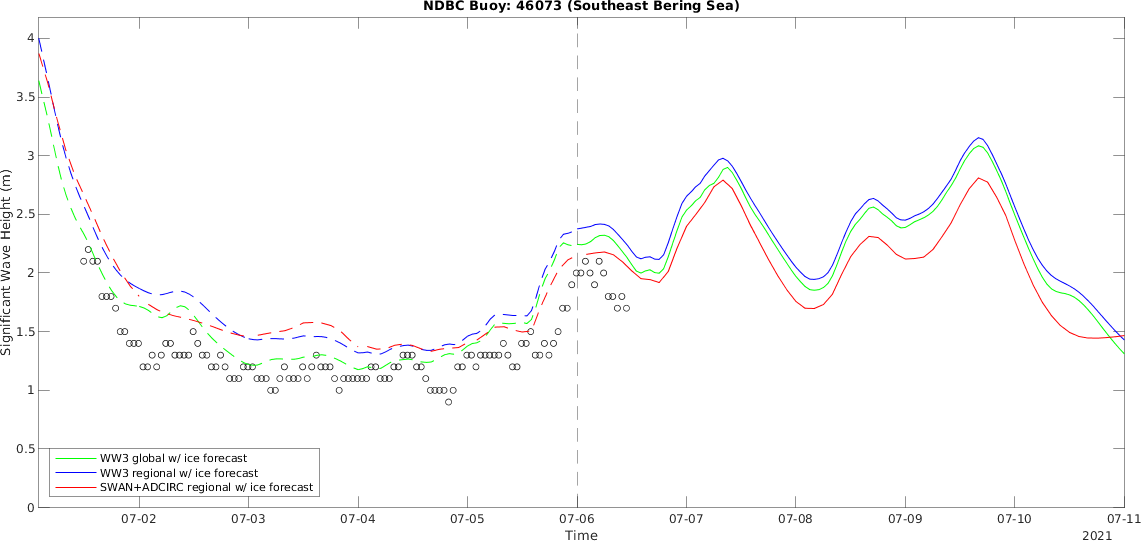 NDBC Buoy: 46073 (Southeast Bering Sea)
Significant Wave Height (m)
4
3.5
3
2.5
2
1.5
1
0.5
0
WW3 global w/ ice forecast
WW3 regional w/ ice forecast
SWAN+ADCIRC regional w/ ice forecast
07-02 07-03 07-04 07-05 07-06 07-07 07-08 07-09 07-10 07-11
Time
2021